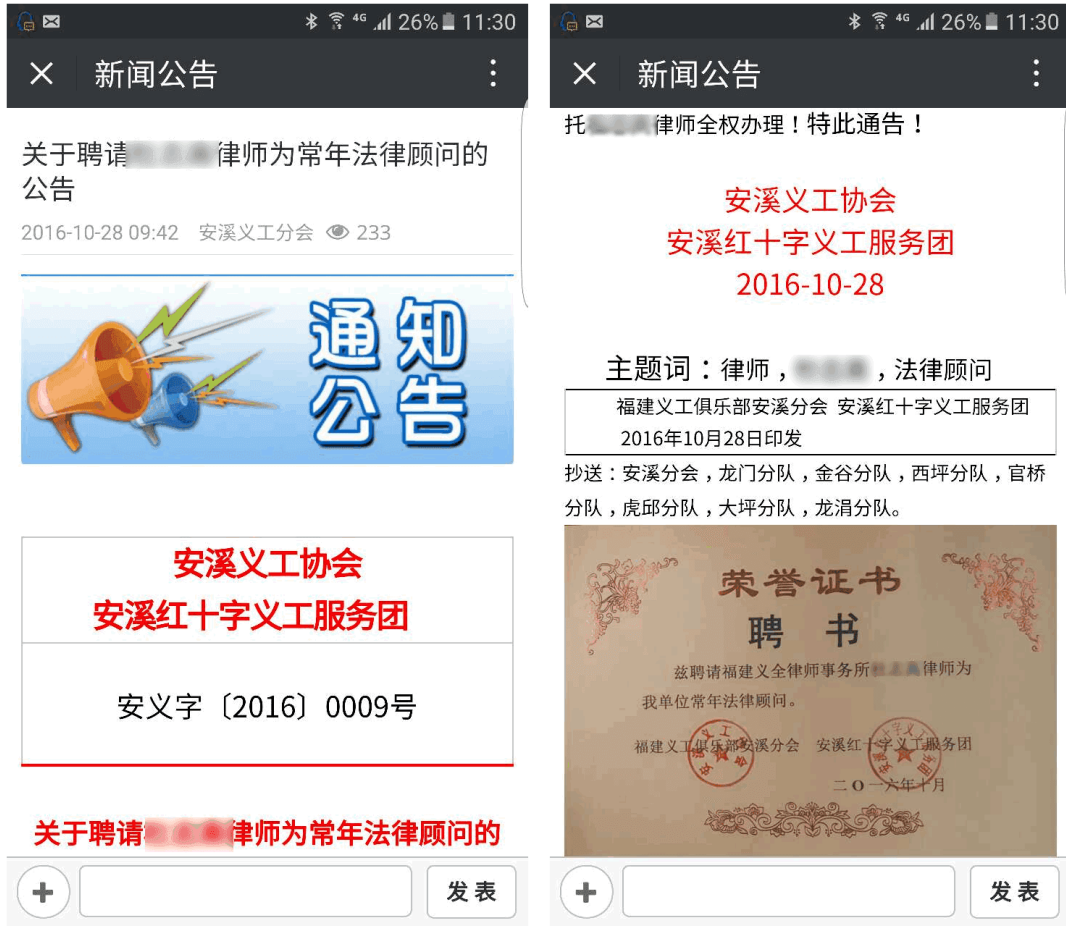 4G 26% 11:30
新闻公告
关于聘请律师为常年法律顾问的
公告
2016-10-28 09:42 安溪义工分会 233
通知
公告
安溪义工协会
安溪红十字义工服务团
安义字〔2016〕0009号
关于聘请律师为常年法律顾问的
发表
4G 26% 11:30
新闻公告
托律师全权办理！特此通告！
安溪义工协会
安溪红十字义工服务团
2016-10-28
主题词：律师，，法律顾问
福建义工俱乐部安溪分会 安溪红十字义工服务团
2016年10月28日印发
抄送：安溪分会，龙门分队，金谷分队，西坪分队，官桥
分队，虎邱分队，大坪分队，龙涓分队。
荣誉证书
聘 书
兹聘请福建义全律师事务所律师为
我单位常年法律顾问。
福建义工俱乐部安溪分会 安溪红十字义工服务团
二〇一六年十月
发表